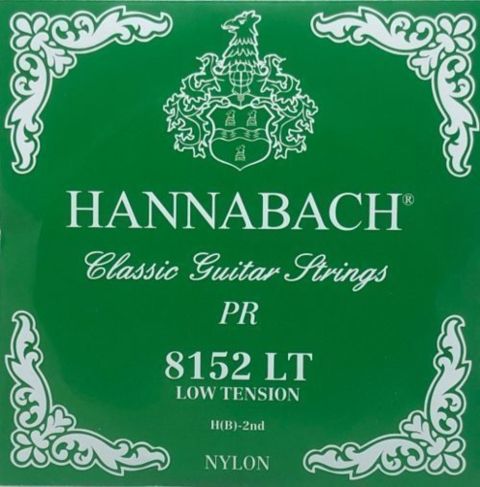 HANNABACH®
Classic Guitar Strings
PR
8152 LT
LOW TENSION
H(B)-2nd
NYLON